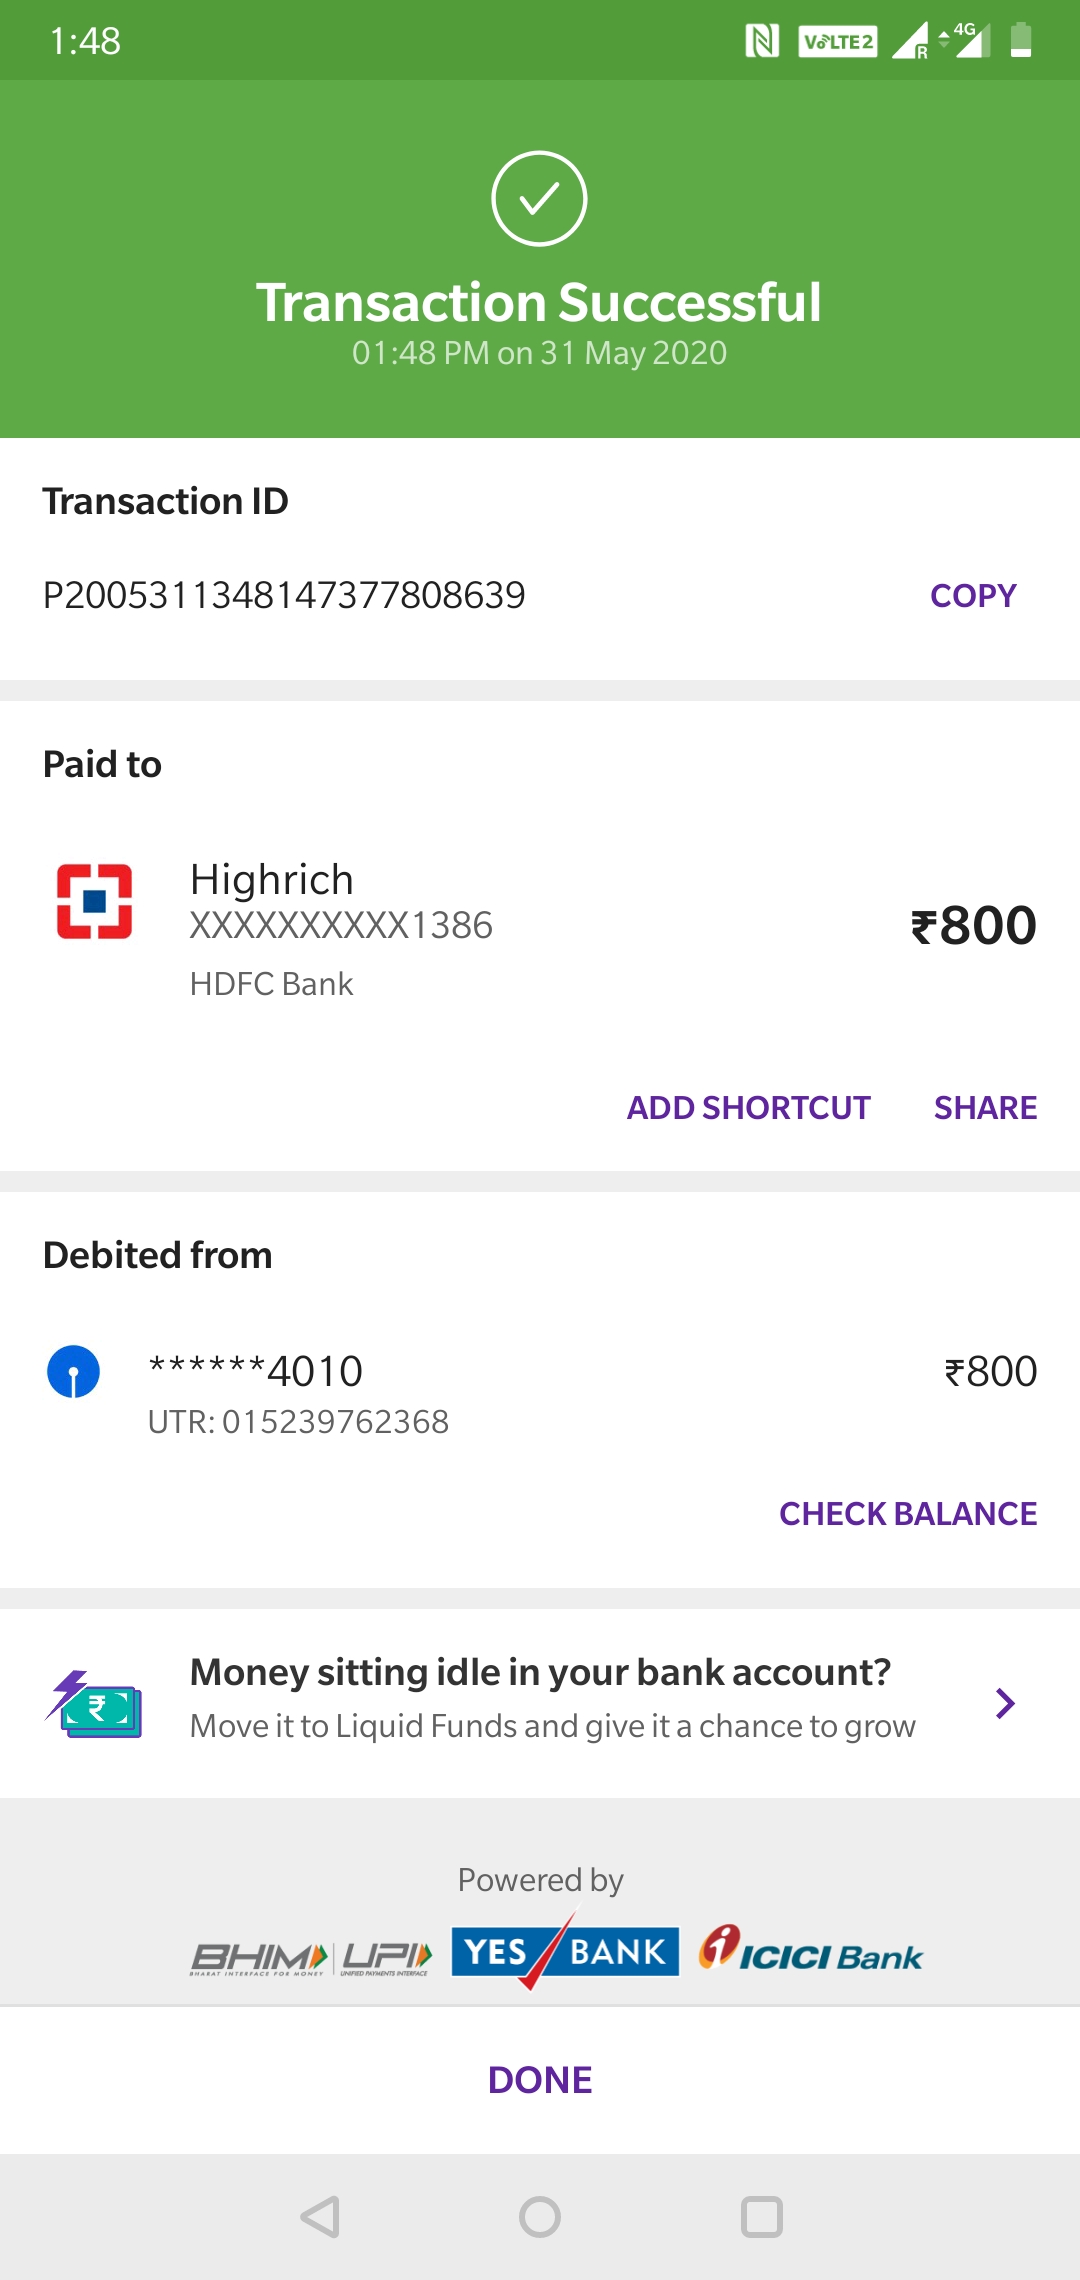 1:48
VoLTE2
R
4G
Transaction Successful
01:48 PM on 31 May 2020
Transaction ID
P2005311348147377808639
COPY
Paid to
Highrich
XXXXXXXXXX1386
₹800
HDFC Bank
ADD SHORTCUT SHARE
Debited from
******4010
₹800
UTR: 015239762368
CHECK BALANCE
Money sitting idle in your bank account?
₹
Move it to Liquid Funds and give it a chance to grow
Powered by
BHIM UPI YES BANK ICICI Bank
BHARAT INTERFACE FOR MONEY UNIFIED PAYMENTS INTERFACE
DONE